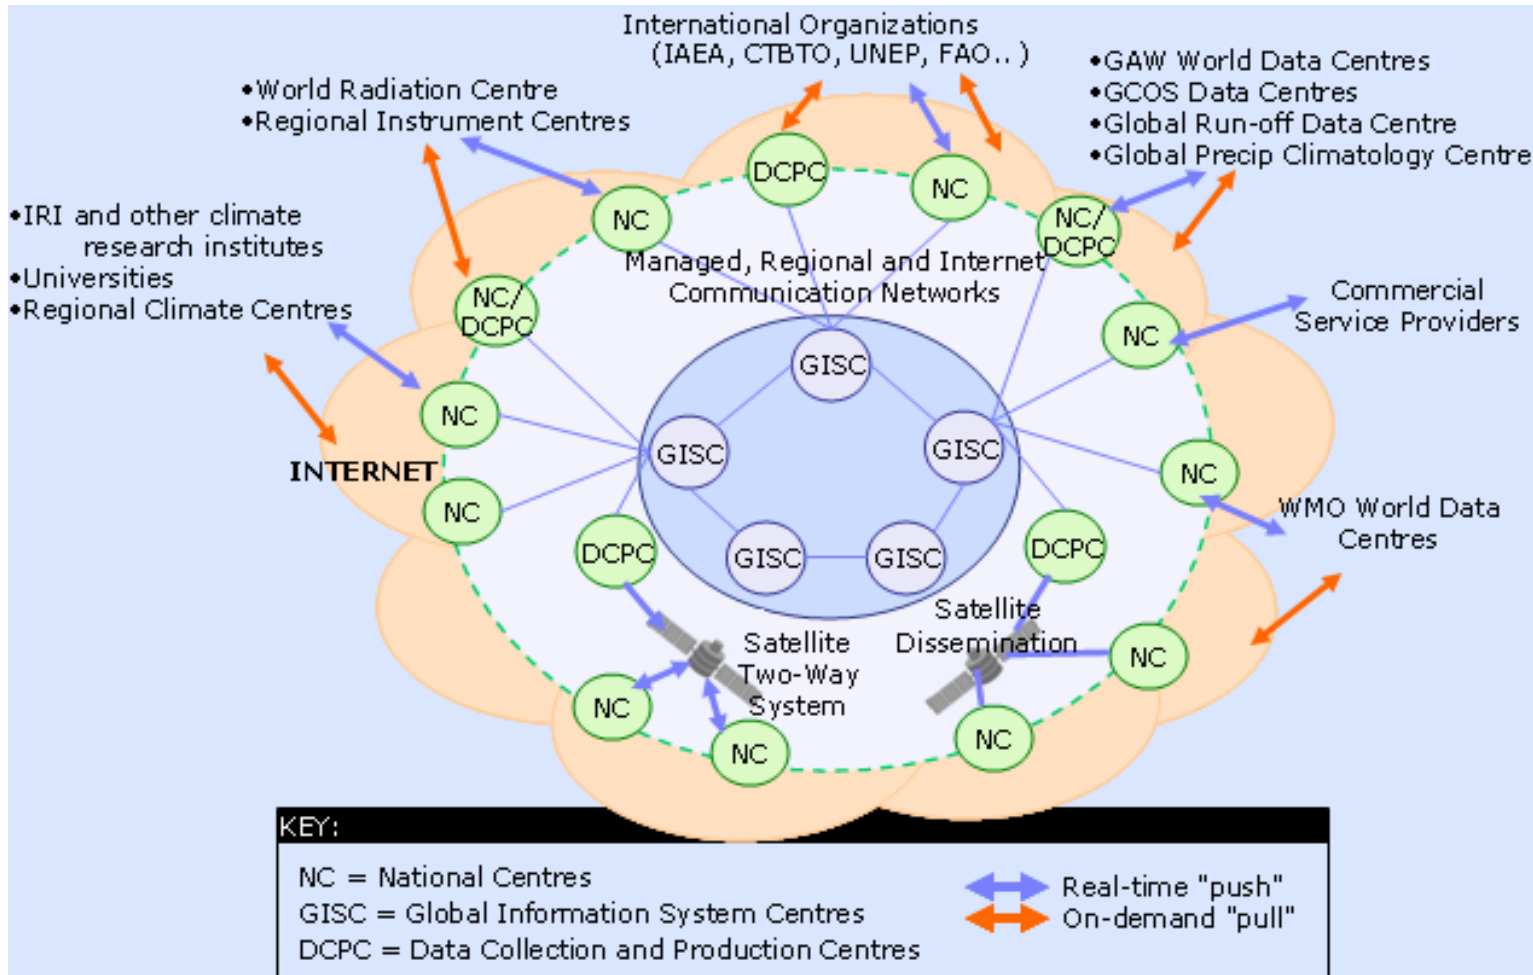 International Organizations
(IAEA, CTBTO, UNEP, FAO.. )
•GAW World Data Centres
•GCOS Data Centres
•Global Run-off Data Centre
•Global Precip Climatology Centre
•World Radiation Centre
•Regional Instrument Centres
•IRI and other climate
research institutes
•Universities
•Regional Climate Centres
DCPC
NC
NC
NC/
DCPC
Managed, Regional and Internet
Communication Networks
NC/
DCPC
Commercial
Service Providers
NC
GISC
NC
GISC
GISC
INTERNET
NC
NC
WMO World Data
Centres
DCPC
GISC
GISC
DCPC
Satellite
Two-Way
System
Satellite
Dissemination
NC
NC
NC
NC
KEY:
NC = National Centres
GISC = Global Information System Centres
DCPC = Data Collection and Production Centres
Real-time "push"
On-demand "pull"